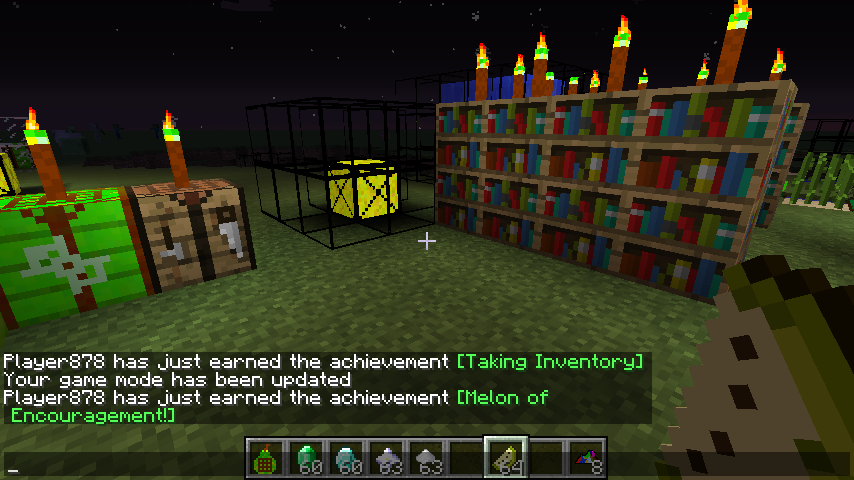 Player878 has just earned the achievement [Taking Inventory]
Your game mode has been updated
Player878 has just earned the achievement [Melon of
Encouragement!]
60 60 63 63 64 8
_